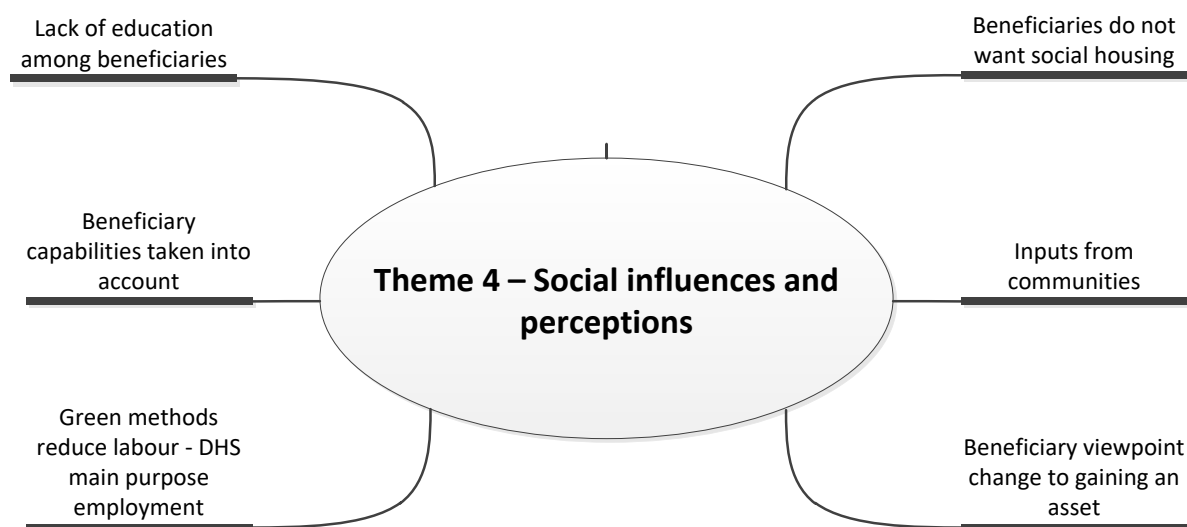 Lack of education
among beneficiaries
Beneficiaries do not
want social housing
Beneficiary
capabilities taken into
account
Theme 4 – Social influences and
perceptions
Inputs from
communities
Green methods
reduce labour - DHS
main purpose
employment
Beneficiary viewpoint
change to gaining an
asset